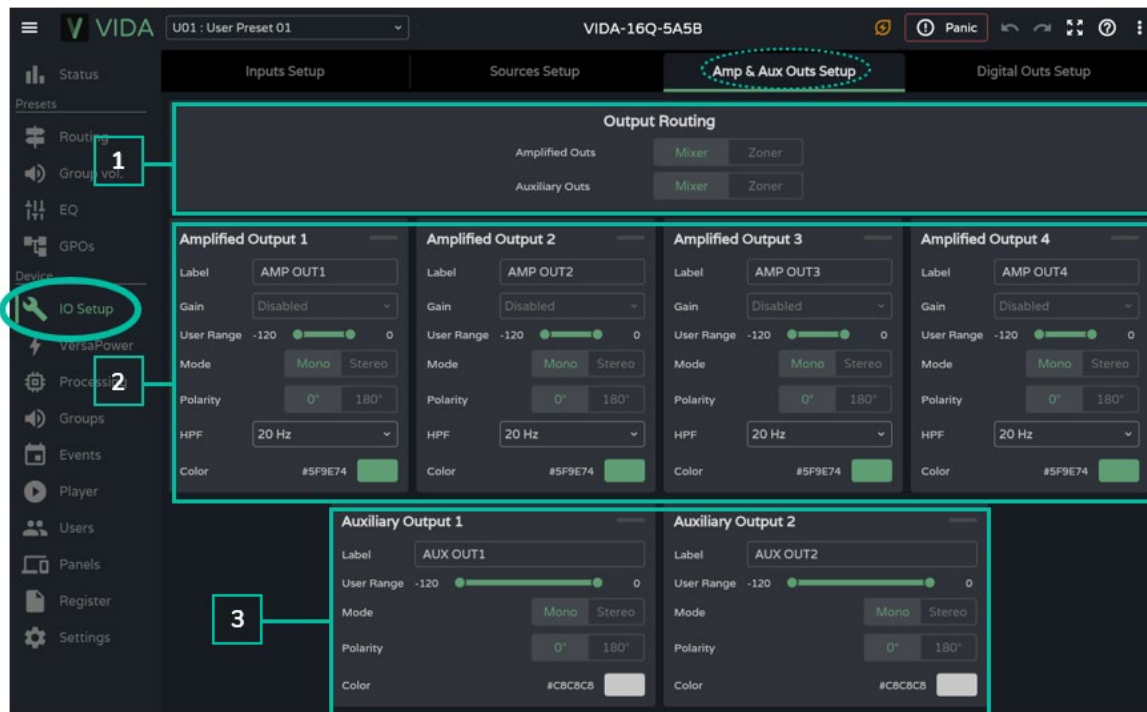 VIDA
U01 : User Preset 01
VIDA-16Q-5A5B
Panic
Status
Inputs Setup
Sources Setup
Amp & Aux Outs Setup
Digital Outs Setup
Presets
Routing
Group vol.
EQ
GPOs
Device
IO Setup
VersaPower
Processing
Groups
Events
Player
Users
Panels
Register
Settings
1
Output Routing
Amplified Outs Mixer Zoner
Auxiliary Outs Mixer Zoner
2
Amplified Output 1
Label AMP OUT1
Gain Disabled
User Range -120 0
Mode Mono Stereo
Polarity 0° 180°
HPF 20 Hz
Color #5F9E74
Amplified Output 2
Label AMP OUT2
Gain Disabled
User Range -120 0
Mode Mono Stereo
Polarity 0° 180°
HPF 20 Hz
Color #5F9E74
Amplified Output 3
Label AMP OUT3
Gain Disabled
User Range -120 0
Mode Mono Stereo
Polarity 0° 180°
HPF 20 Hz
Color #5F9E74
Amplified Output 4
Label AMP OUT4
Gain Disabled
User Range -120 0
Mode Mono Stereo
Polarity 0° 180°
HPF 20 Hz
Color #5F9E74
3
Auxiliary Output 1
Label AUX OUT1
User Range -120 0
Mode Mono Stereo
Polarity 0° 180°
Color #C8C8C8
Auxiliary Output 2
Label AUX OUT2
User Range -120 0
Mode Mono Stereo
Polarity 0° 180°
Color #C8C8C8